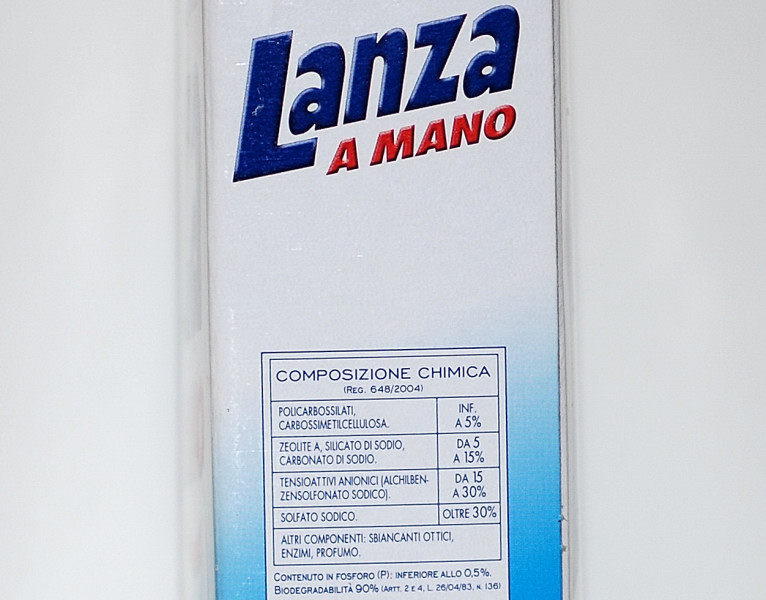 Lanza
A MANO
COMPOSIZIONE CHIMICA
(REG. 648/2004)
POLICARBOSSILATI,
CARBOSSIMETILCELLULOSA.
INF.
A 5%
ZEOLITE A, SILICATO DI SODIO,
CARBONATO DI SODIO.
DA 5
A 15%
TENSIOATTIVI ANIONICI (ALCHILBEN-
ZENSOLFONATO SODICO).
DA 15
A 30%
SOLFATO SODICO.
OLTRE 30%
ALTRI COMPONENTI: SBIANCANTI OTTICI,
ENZIMI, PROFUMO.
CONTENUTO IN FOSFORO (P): INFERIORE ALLO 0,5%.
BIODEGRADABILITÀ 90% (ARTT. 2 E 4, L. 26/04/83, N. 136)